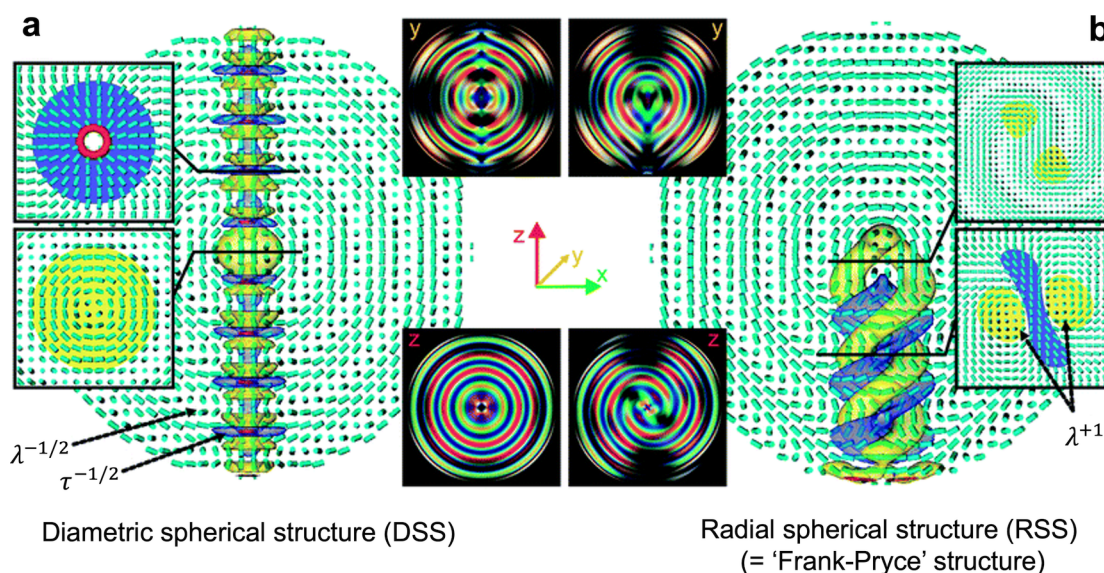 a
y
y
b
z
y
x
z
z
λ⁻¹/²
τ⁻¹/²
λ⁺¹
Diametric spherical structure (DSS)
Radial spherical structure (RSS)
(= ‘Frank-Pryce’ structure)